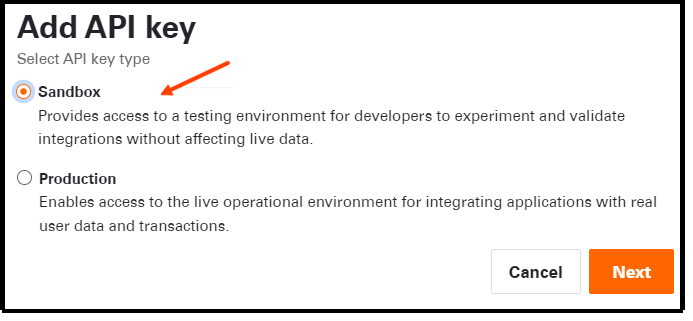 Add API key
Select API key type
Sandbox
Provides access to a testing environment for developers to experiment and validate
integrations without affecting live data.
Production
Enables access to the live operational environment for integrating applications with real
user data and transactions.
Cancel
Next